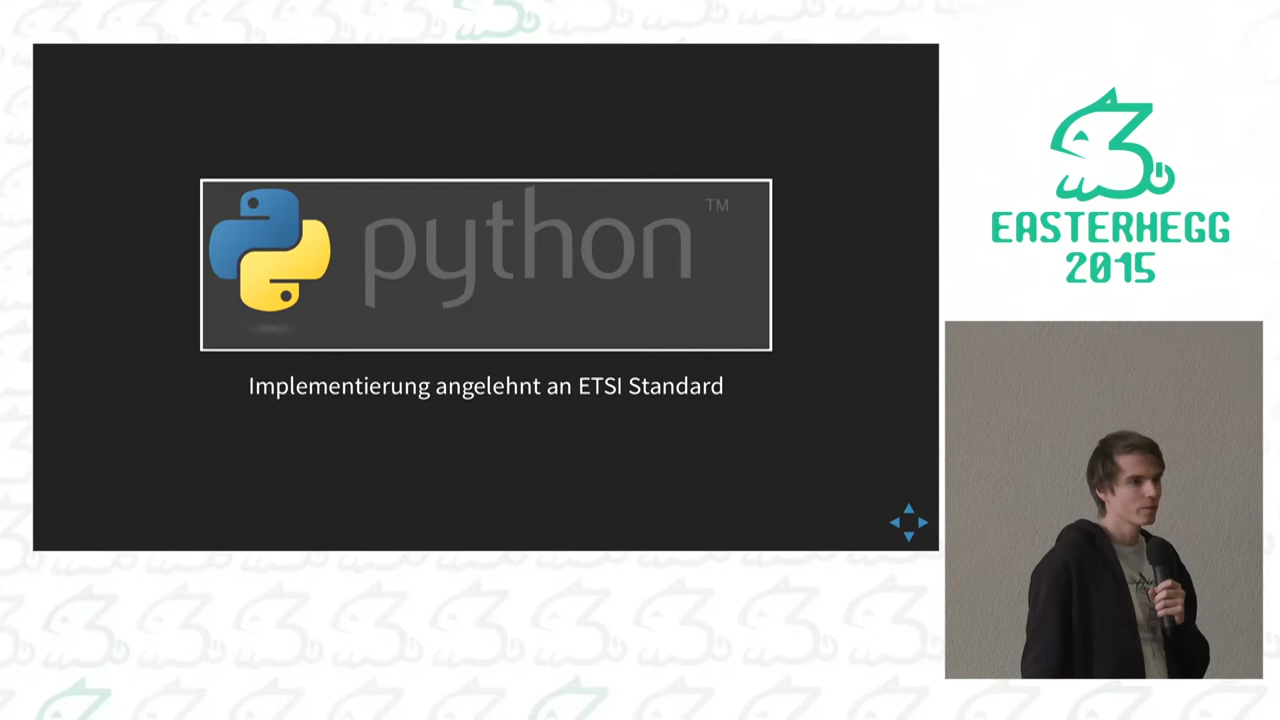 python
TM
Implementierung angelehnt an ETSI Standard
EASTERHEGG
2015